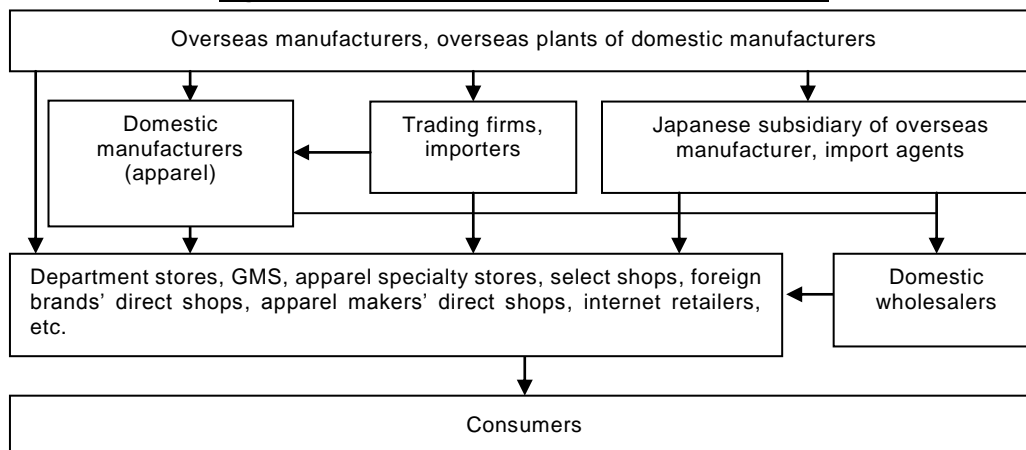 Overseas manufacturers, overseas plants of domestic manufacturers
Domestic
manufacturers
(apparel)
Trading firms,
importers
Japanese subsidiary of overseas
manufacturer, import agents
Department stores, GMS, apparel specialty stores, select shops, foreign
brands' direct shops, apparel makers' direct shops, internet retailers,
etc.
Domestic
wholesalers
Consumers